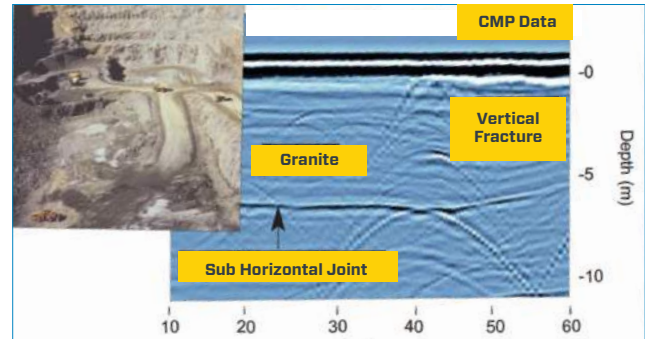 CMP Data
-0
Vertical
Fracture
Granite
Depth (m)
-5
Sub Horizontal Joint
-10
10 20 30 40 50 60